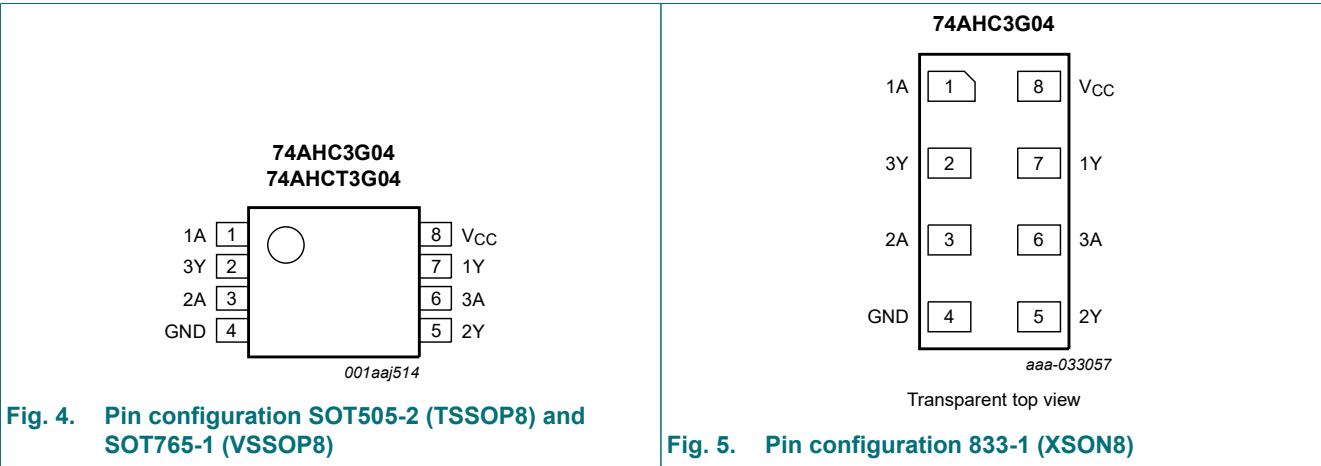 74AHC3G04
74AHCT3G04
1A 1 8 VCC
3Y 2 7 1Y
2A 3 6 3A
GND 4 5 2Y
001aaj514
Fig. 4. Pin configuration SOT505-2 (TSSOP8) and
SOT765-1 (VSSOP8)
74AHC3G04
1A 1 8 VCC
3Y 2 7 1Y
2A 3 6 3A
GND 4 5 2Y
aaa-033057
Transparent top view
Fig. 5. Pin configuration 833-1 (XSON8)